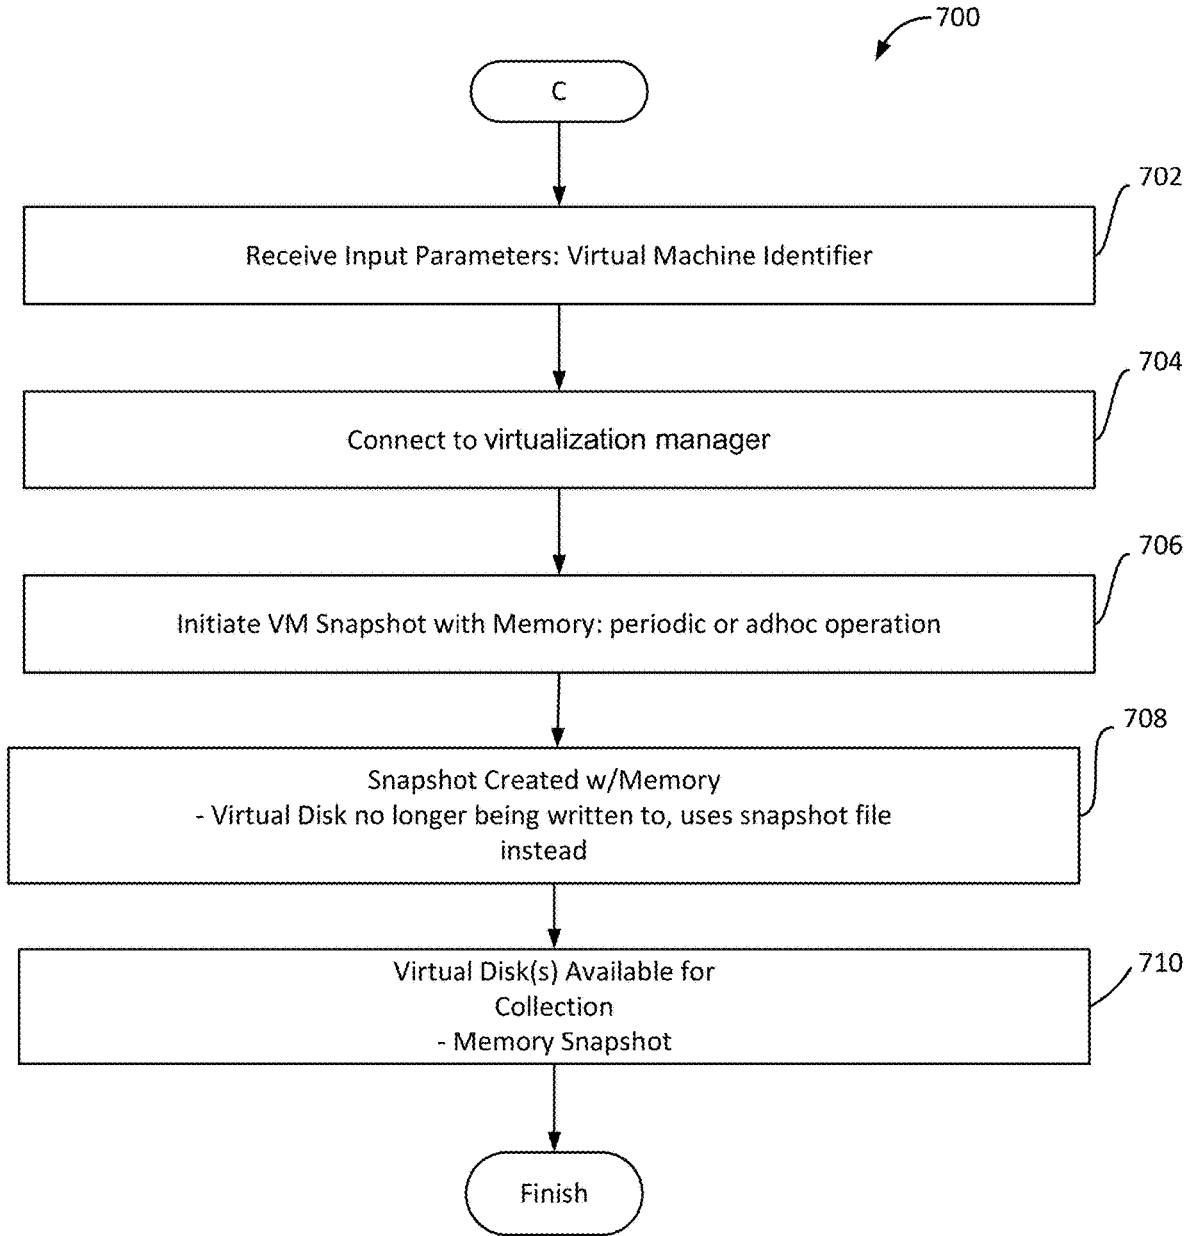 700
C
702
Receive Input Parameters: Virtual Machine Identifier
704
Connect to virtualization manager
706
Initiate VM Snapshot with Memory: periodic or adhoc operation
708
Snapshot Created w/Memory
- Virtual Disk no longer being written to, uses snapshot file
instead
710
Virtual Disk(s) Available for
Collection
- Memory Snapshot
Finish